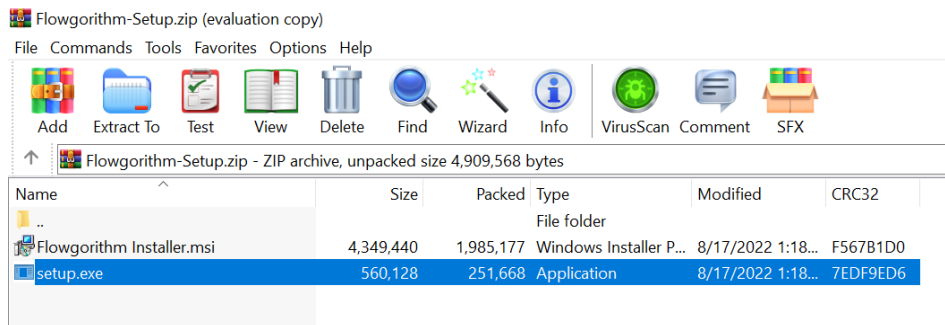 Flowgorithm-Setup.zip (evaluation copy)
File Commands Tools Favorites Options Help
Add Extract To Test View Delete Find Wizard Info VirusScan Comment SFX
Flowgorithm-Setup.zip - ZIP archive, unpacked size 4,909,568 bytes
Name Size Packed Type Modified CRC32
.. File folder
Flowgorithm Installer.msi 4,349,440 1,985,177 Windows Installer P... 8/17/2022 1:18... F567B1D0
setup.exe 560,128 251,668 Application 8/17/2022 1:18... 7EDF9ED6